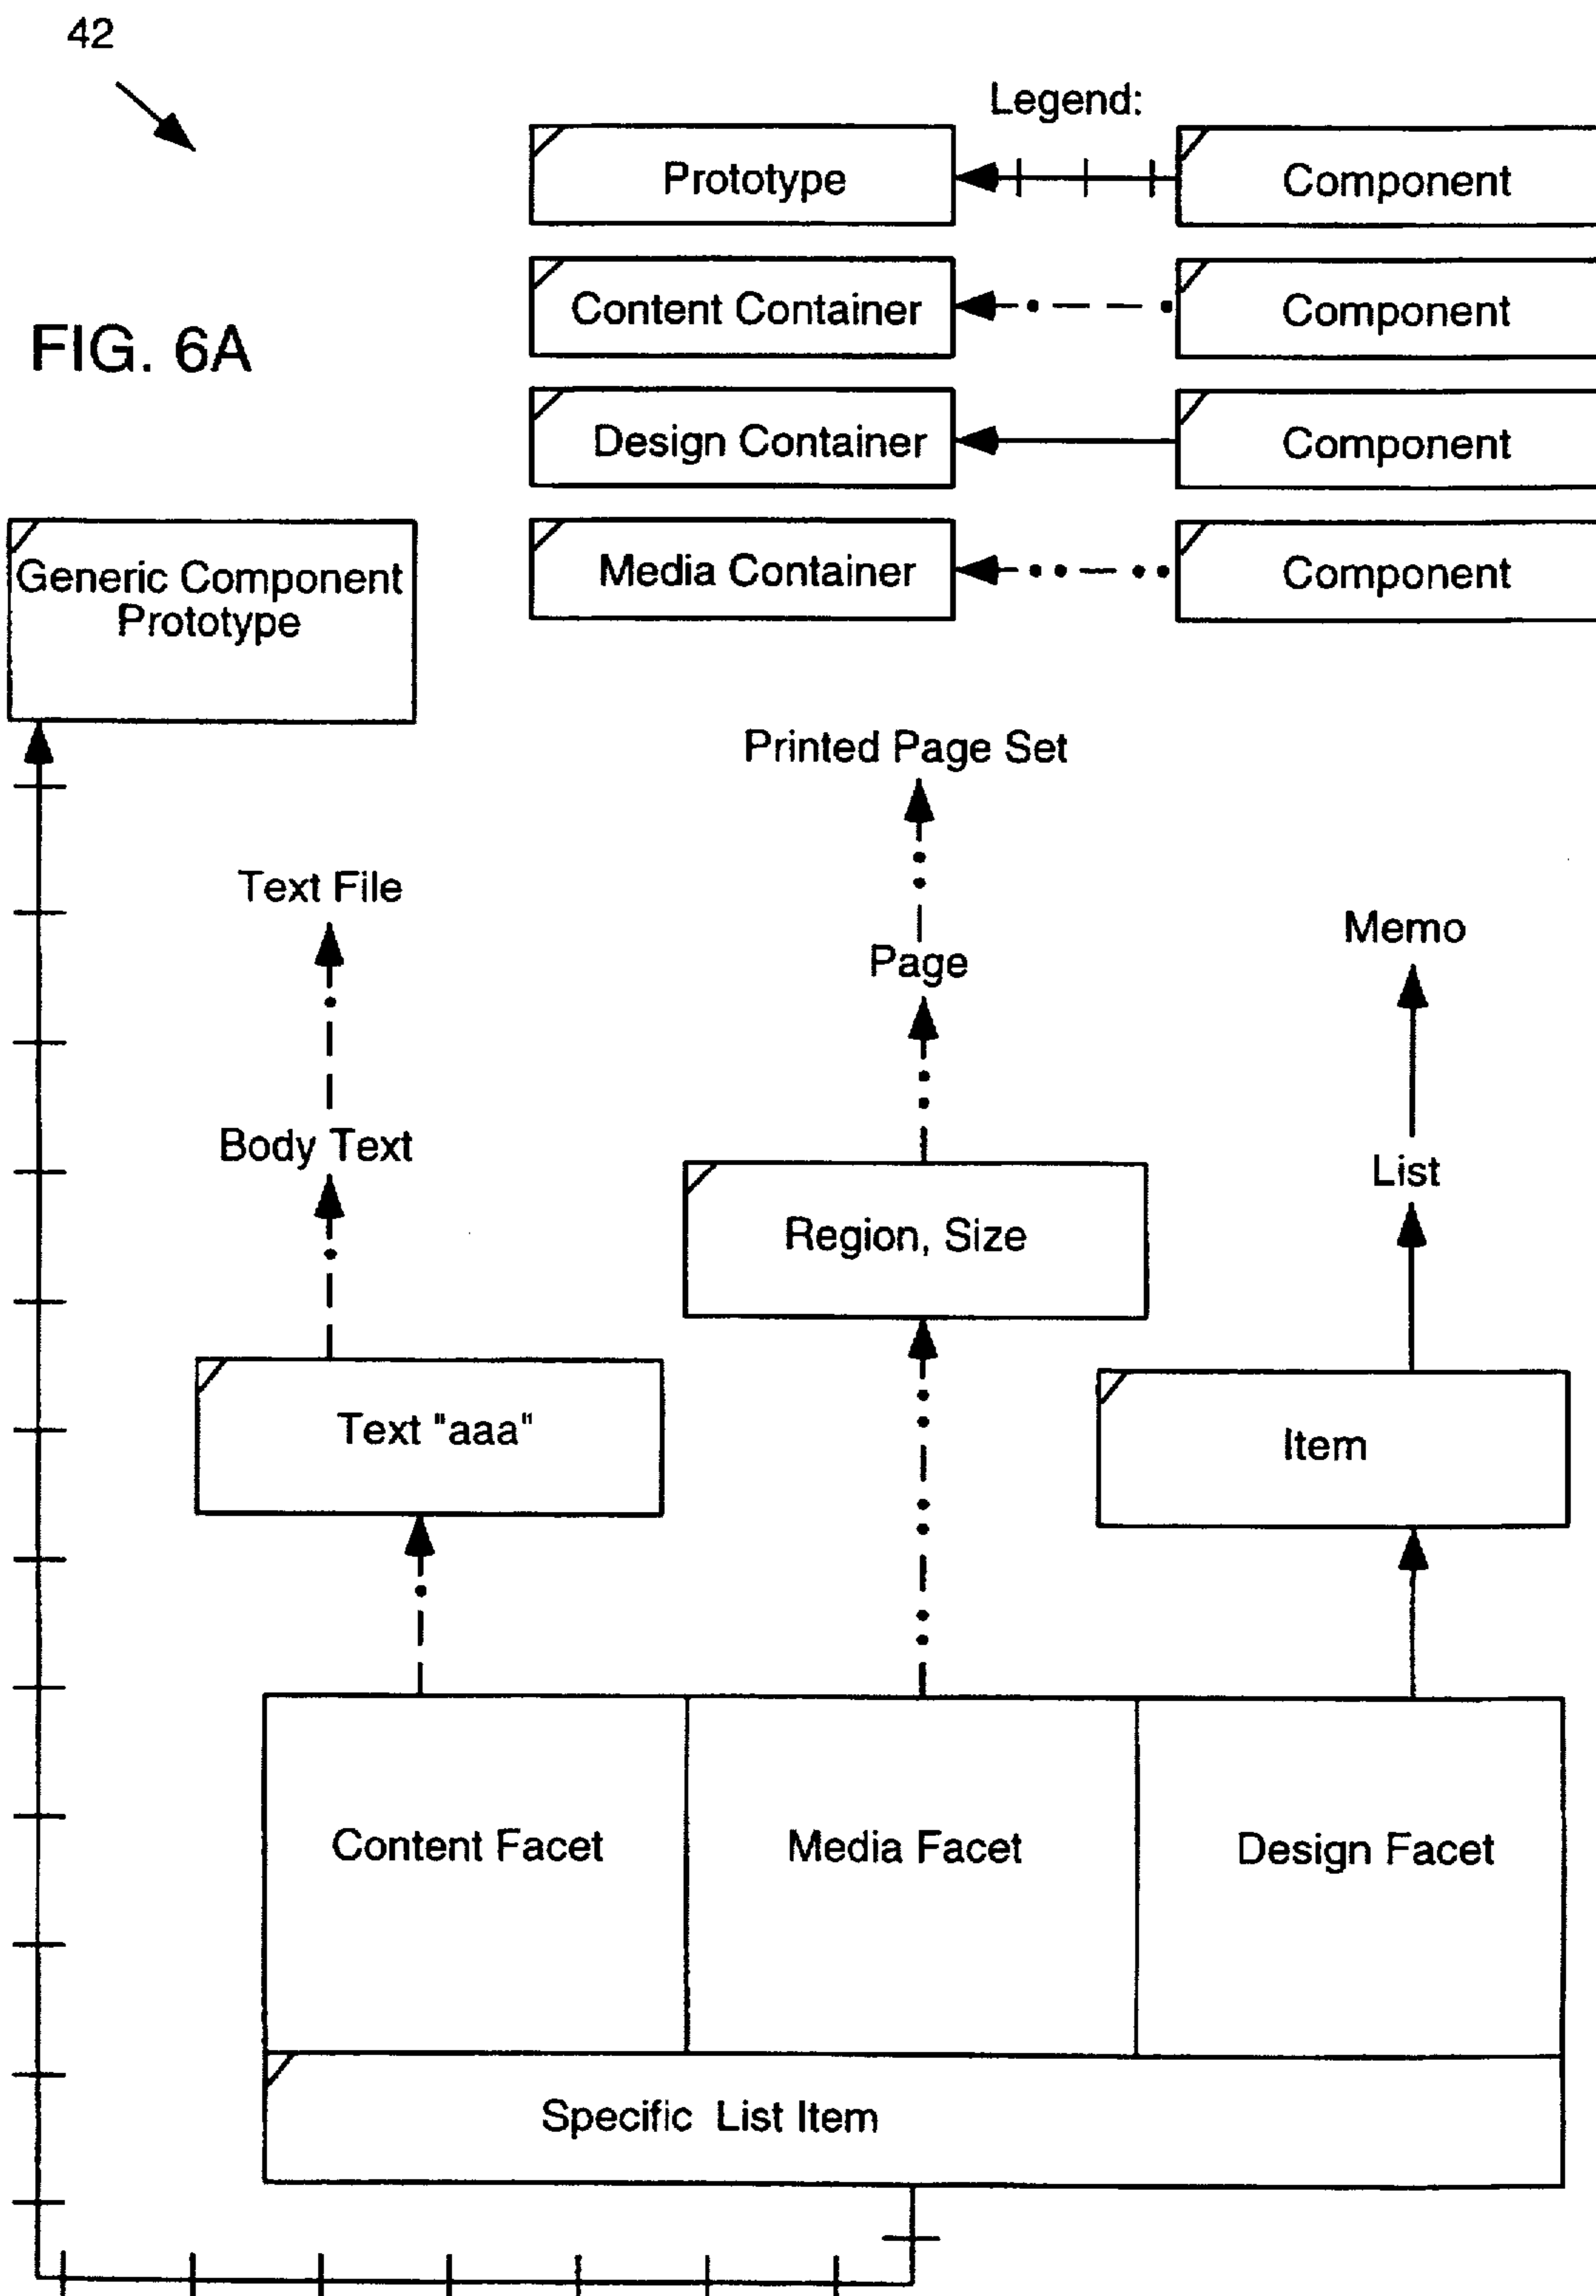 42
Legend:
Prototype
Component
Content Container
Component
FIG. 6A
Design Container
Component
Media Container
Component
Generic Component
Prototype
Printed Page Set
Text File
Page
Memo
Body Text
List
Region, Size
Text "aaa"
Item
Content Facet
Media Facet
Design Facet
Specific List Item